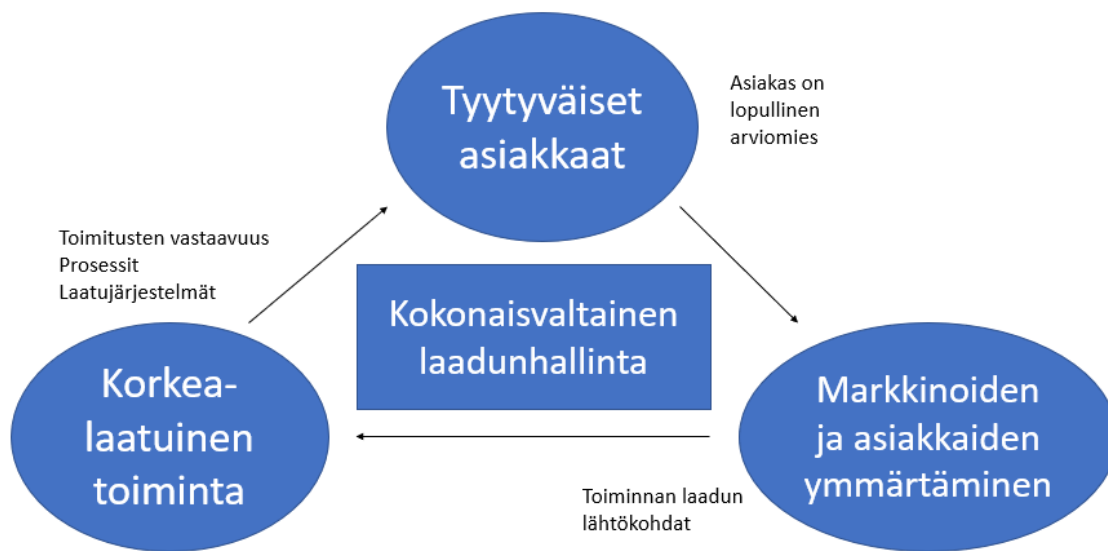 Tyytyväiset
asiakkaat
Asiakas on
lopullinen
arviomies
Toimitusten vastaavuus
Prosessit
Laatujärjestelmät
Kokonaisvaltainen
laadunhallinta
Korkea-
laatuinen
toiminta
Markkinoiden
ja asiakkaiden
ymmärtäminen
Toiminnan laadun
lähtökohdat